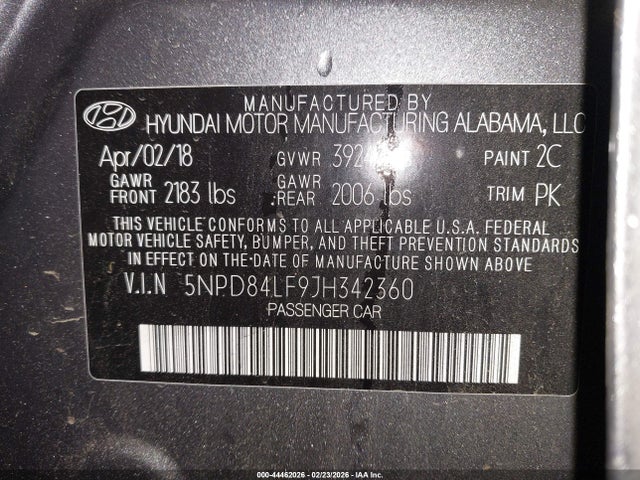 MANUFACTURED BY
HYUNDAI MOTOR MANUFACTURING ALABAMA, LLC
Apr/02/18 GVWR PAINT 2C
GAWR FRONT 2183 lbs GAWR REAR 2006 lbs TRIM PK
THIS VEHICLE CONFORMS TO ALL APPLICABLE U.S.A. FEDERAL
MOTOR VEHICLE SAFETY, BUMPER, AND THEFT PREVENTION STANDARDS
IN EFFECT ON THE DATE OF MANUFACTURE SHOWN ABOVE
V.I.N 5NPD84LF9JH342360
PASSENGER CAR
000-44462026 - 02/23/2026 - IAA Inc.